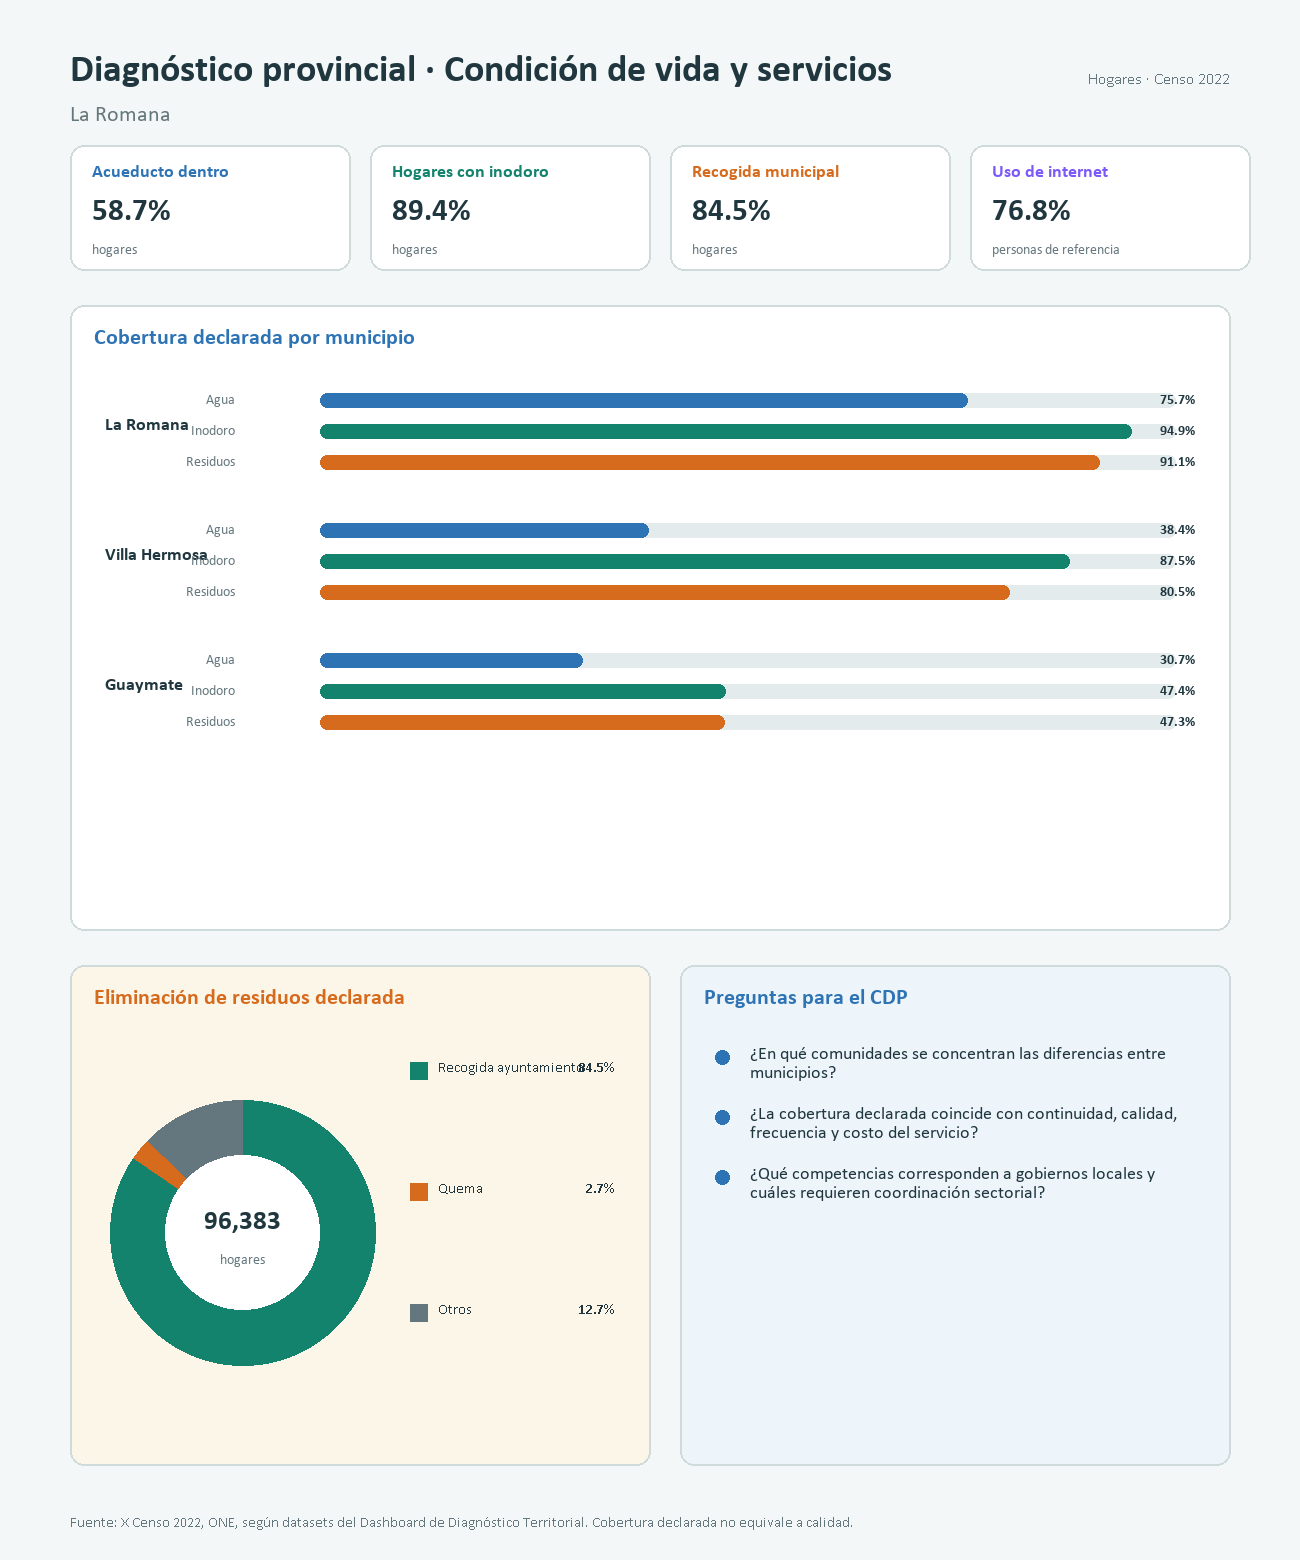 Diagnóstico provincial · Condición de vida y servicios
Hogares · Censo 2022
La Romana
Acueducto dentro
58.7%
hogares
Hogares con inodoro
89.4%
hogares
Recogida municipal
84.5%
hogares
Uso de internet
76.8%
personas de referencia
Cobertura declarada por municipio
La Romana
Agua
75.7%
Inodoro
94.9%
Residuos
91.1%
Villa Hermosa
Agua
38.4%
Inodoro
87.5%
Residuos
80.5%
Guaymate
Agua
30.7%
Inodoro
47.4%
Residuos
47.3%
Eliminación de residuos declarada
96,383
hogares
Recogida ayuntamiento
84.5%
Quema
2.7%
Otros
12.7%
Preguntas para el CDP
¿En qué comunidades se concentran las diferencias entre
municipios?
¿La cobertura declarada coincide con continuidad, calidad,
frecuencia y costo del servicio?
¿Qué competencias corresponden a gobiernos locales y
cuáles requieren coordinación sectorial?
Fuente: X Censo 2022, ONE, según datasets del Dashboard de Diagnóstico Territorial. Cobertura declarada no equivale a calidad.